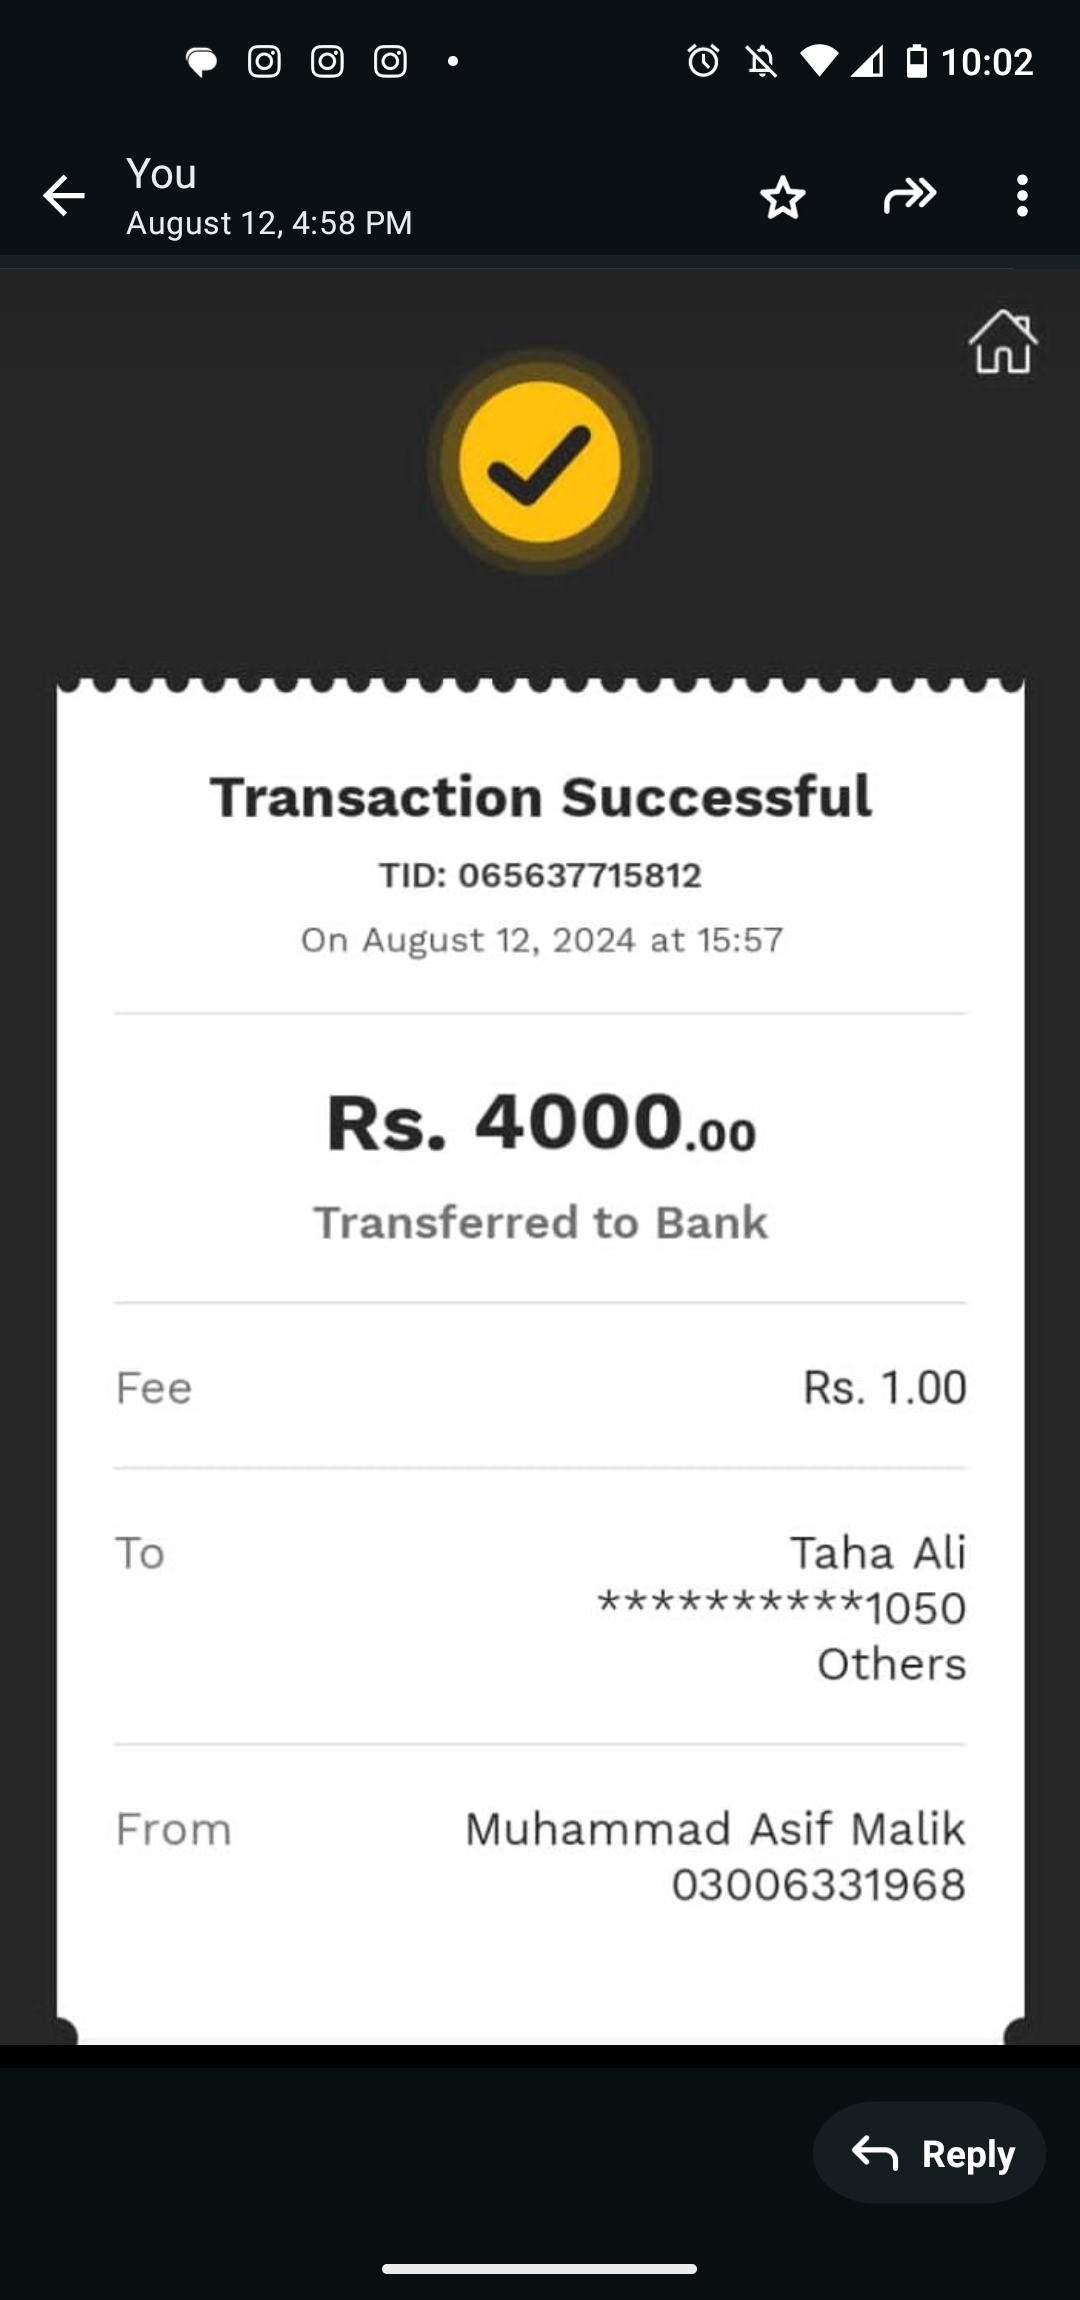 10:02
You
August 12, 4:58 PM
Transaction Successful
TID: 065637715812
On August 12, 2024 at 15:57
Rs. 4000.00
Transferred to Bank
Fee Rs. 1.00
To Taha Ali
**********1050
Others
From Muhammad Asif Malik
03006331968
Reply